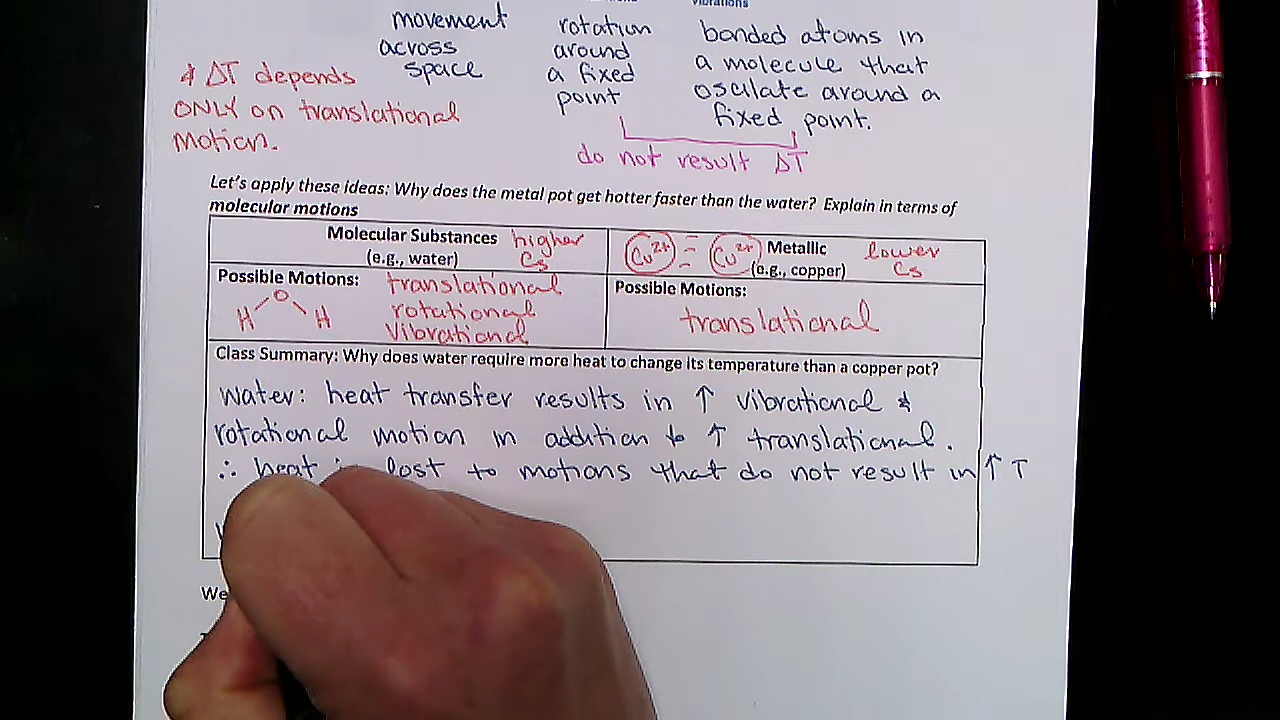 vibrations
movement across space
rotation around a fixed point
bonded atoms in a molecule that oscilate around a fixed point.
* ΔT depends ONLY on translational motion.
do not result ΔT
Let's apply these ideas: Why does the metal pot get hotter faster than the water? Explain in terms of
molecular motions
Molecular Substances higher
(e.g., water) Cs
Cu²⁺ Cu²⁺ Metallic lower
(e.g., copper) Cs
Possible Motions: translational
rotational
vibrational
H O H
Possible Motions:
translational
Class Summary: Why does water require more heat to change its temperature than a copper pot?
water: heat transfer results in ↑ vibrational &
rotational motion in addition to ↑ translational.
∴ heat is lost to motions that do not result in ↑ T
We